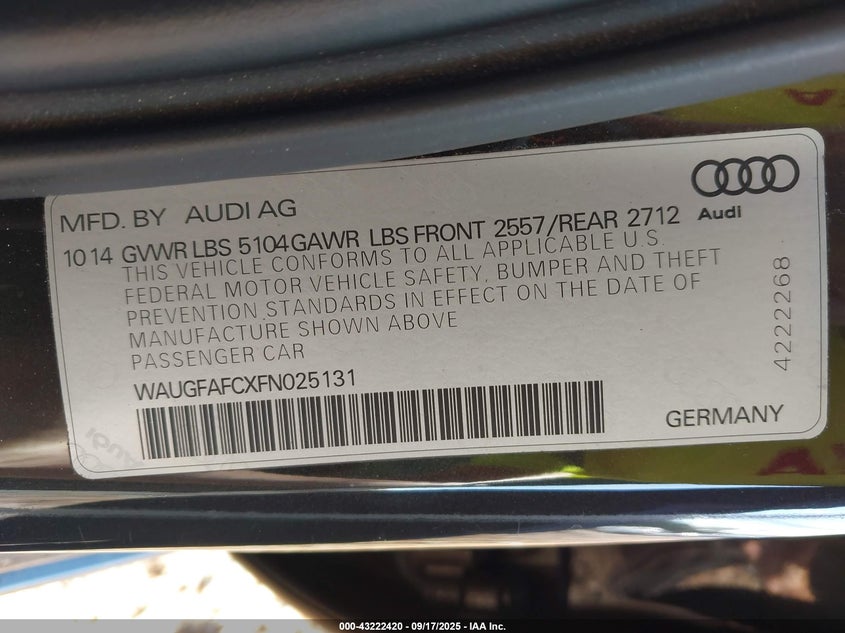 MFD. BY AUDI AG
Audi
10 14 GVWR LBS 5104 GAWR LBS FRONT 2557/REAR 2712
THIS VEHICLE CONFORMS TO ALL APPLICABLE U.S.
FEDERAL MOTOR VEHICLE SAFETY, BUMPER AND THEFT
PREVENTION STANDARDS IN EFFECT ON THE DATE OF
MANUFACTURE SHOWN ABOVE
PASSENGER CAR
4222268
WAUGFAFCXFN025131
GERMANY
000-43222420 - 09/17/2025 - IAA Inc.